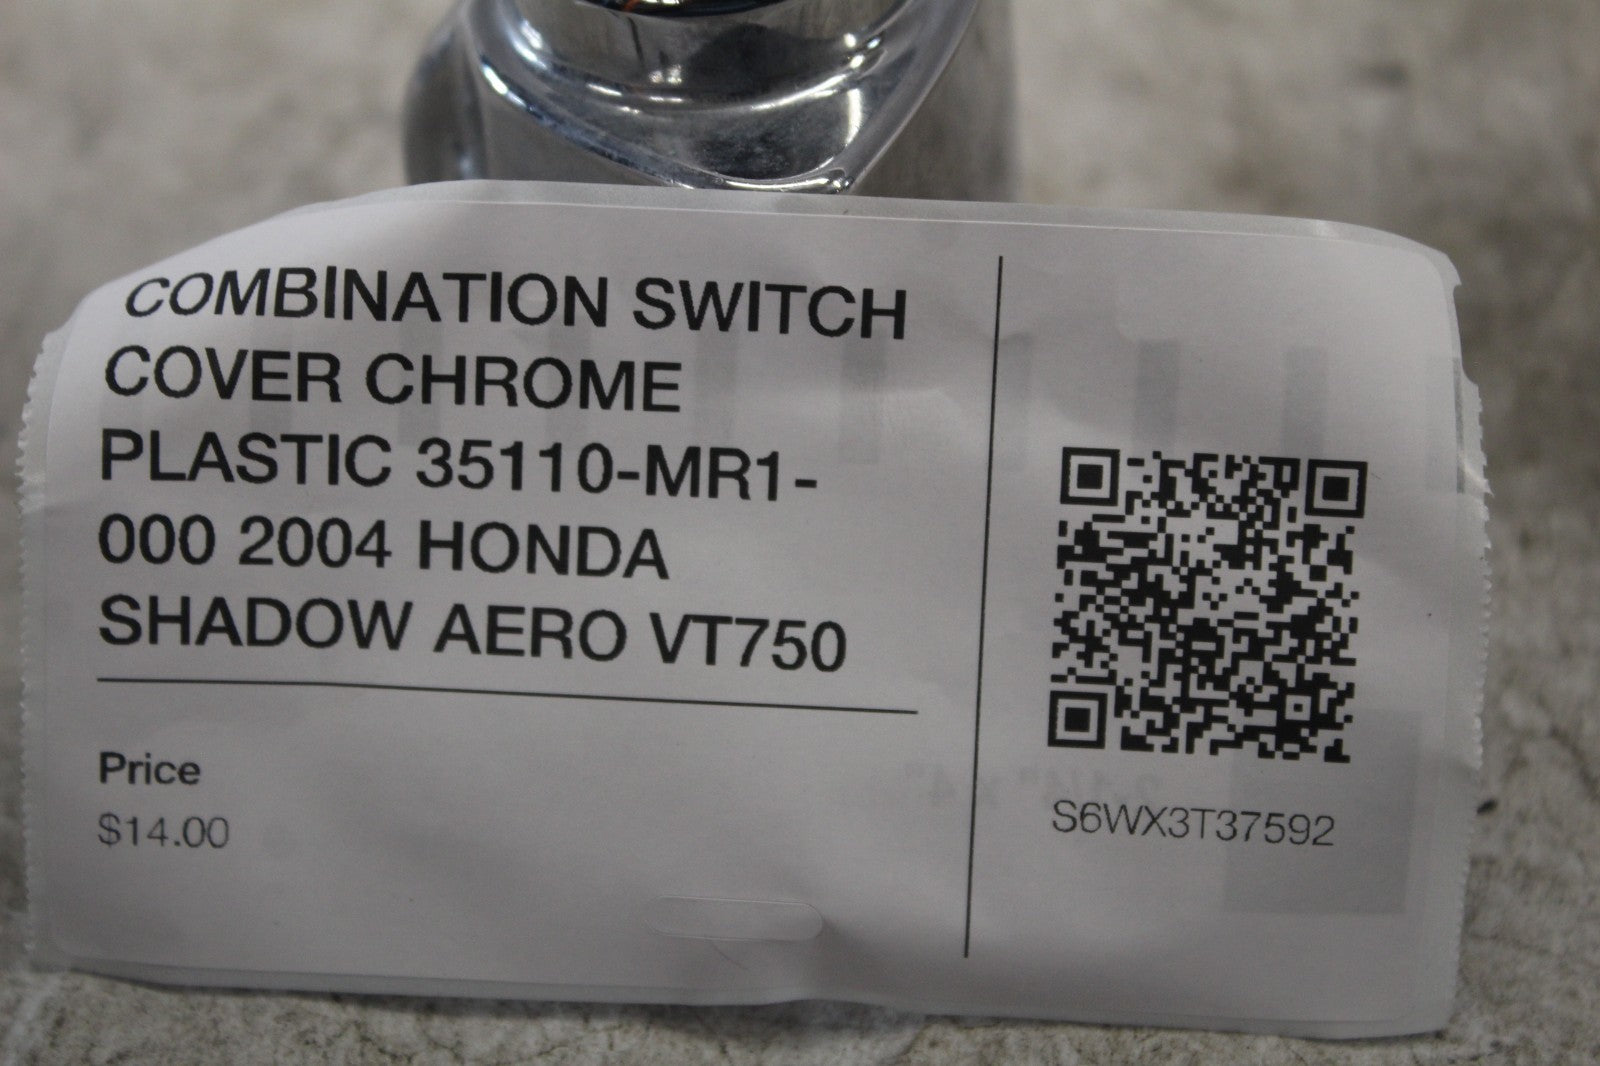 COMBINATION SWITCH
COVER CHROME
PLASTIC 35110-MR1-
000 2004 HONDA
SHADOW AERO VT750
Price
$14.00
S6WX3T37592